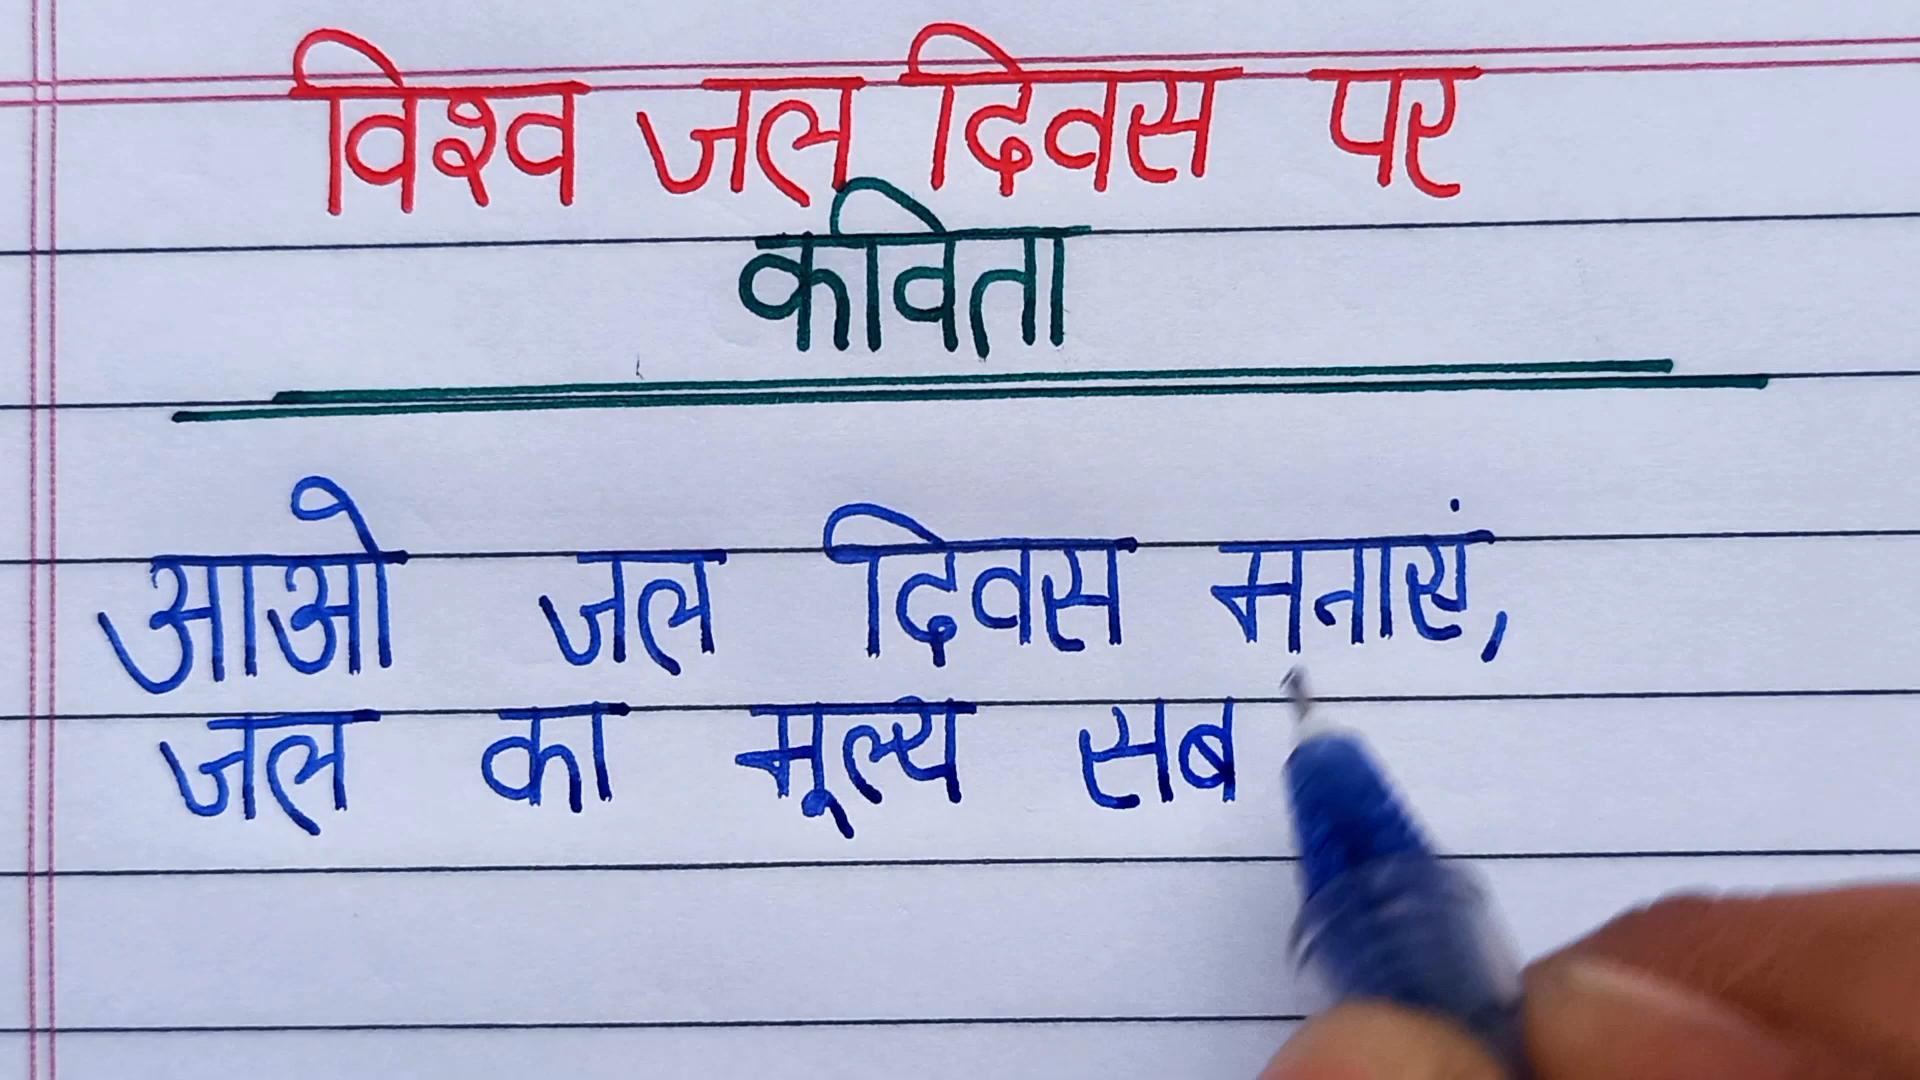 विश्व जल दिवस पर
कविता
आओ जल दिवस मनाएं,
जल का मूल्य सब